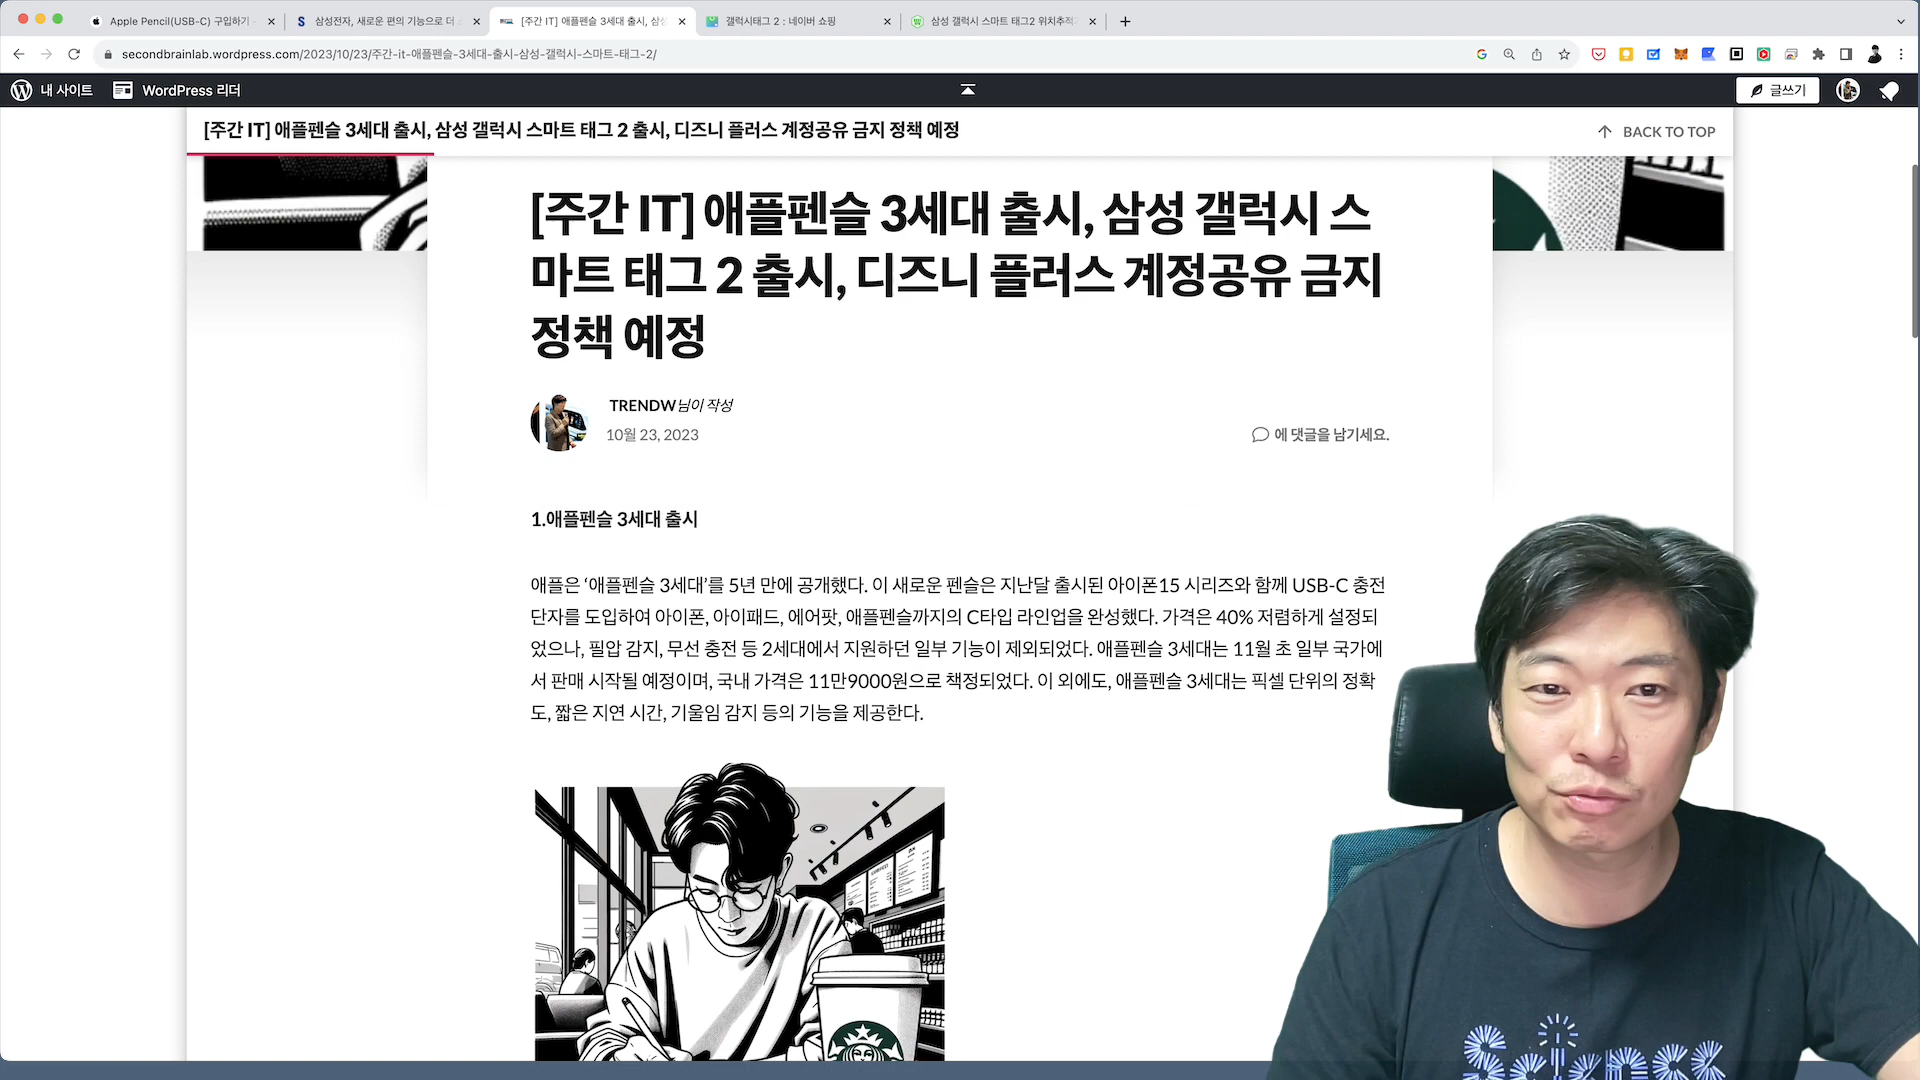 Apple Pencil(USB-C) 구입하기 -
삼성전자, 새로운 편의 기능으로 더
[주간 IT] 애플펜슬 3세대 출시, 삼성
갤럭시태그 2 : 네이버 쇼핑
삼성 갤럭시 스마트 태그2 위치추적
secondbrainlab.wordpress.com/2023/10/23/주간-it-애플펜슬-3세대-출시-삼성-갤럭시-스마트-태그-2/
내 사이트
WordPress 리더
글쓰기
[주간 IT] 애플펜슬 3세대 출시, 삼성 갤럭시 스마트 태그 2 출시, 디즈니 플러스 계정공유 금지 정책 예정
BACK TO TOP
[주간 IT] 애플펜슬 3세대 출시, 삼성 갤럭시 스
마트 태그 2 출시, 디즈니 플러스 계정공유 금지
정책 예정
TRENDW님이 작성
10월 23, 2023
에 댓글을 남기세요.
1.애플펜슬 3세대 출시
애플은 ‘애플펜슬 3세대’를 5년 만에 공개했다. 이 새로운 펜슬은 지난달 출시된 아이폰15 시리즈와 함께 USB-C 충전
단자를 도입하여 아이폰, 아이패드, 에어팟, 애플펜슬까지의 C타입 라인업을 완성했다. 가격은 40% 저렴하게 설정되
었으나, 필압 감지, 무선 충전 등 2세대에서 지원하던 일부 기능이 제외되었다. 애플펜슬 3세대는 11월 초 일부 국가에
서 판매 시작될 예정이며, 국내 가격은 11만9000원으로 책정되었다. 이 외에도, 애플펜슬 3세대는 픽셀 단위의 정확
도, 짧은 지연 시간, 기울임 감지 등의 기능을 제공한다.